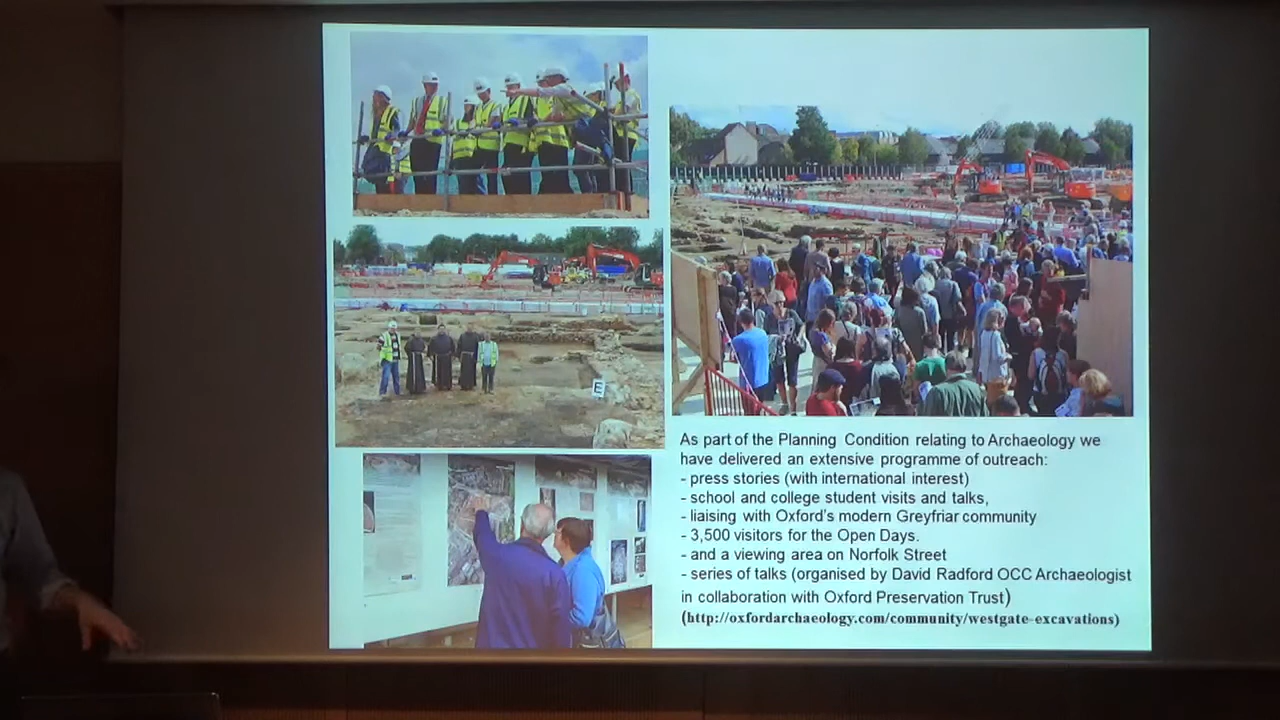 E
As part of the Planning Condition relating to Archaeology we
have delivered an extensive programme of outreach:
- press stories (with international interest)
- school and college student visits and talks,
- liaising with Oxford's modern Greyfriar community
- 3,500 visitors for the Open Days.
- and a viewing area on Norfolk Street
- series of talks (organised by David Radford OCC Archaeologist
in collaboration with Oxford Preservation Trust)
(http://oxfordarchaeology.com/community/westgate-excavations)